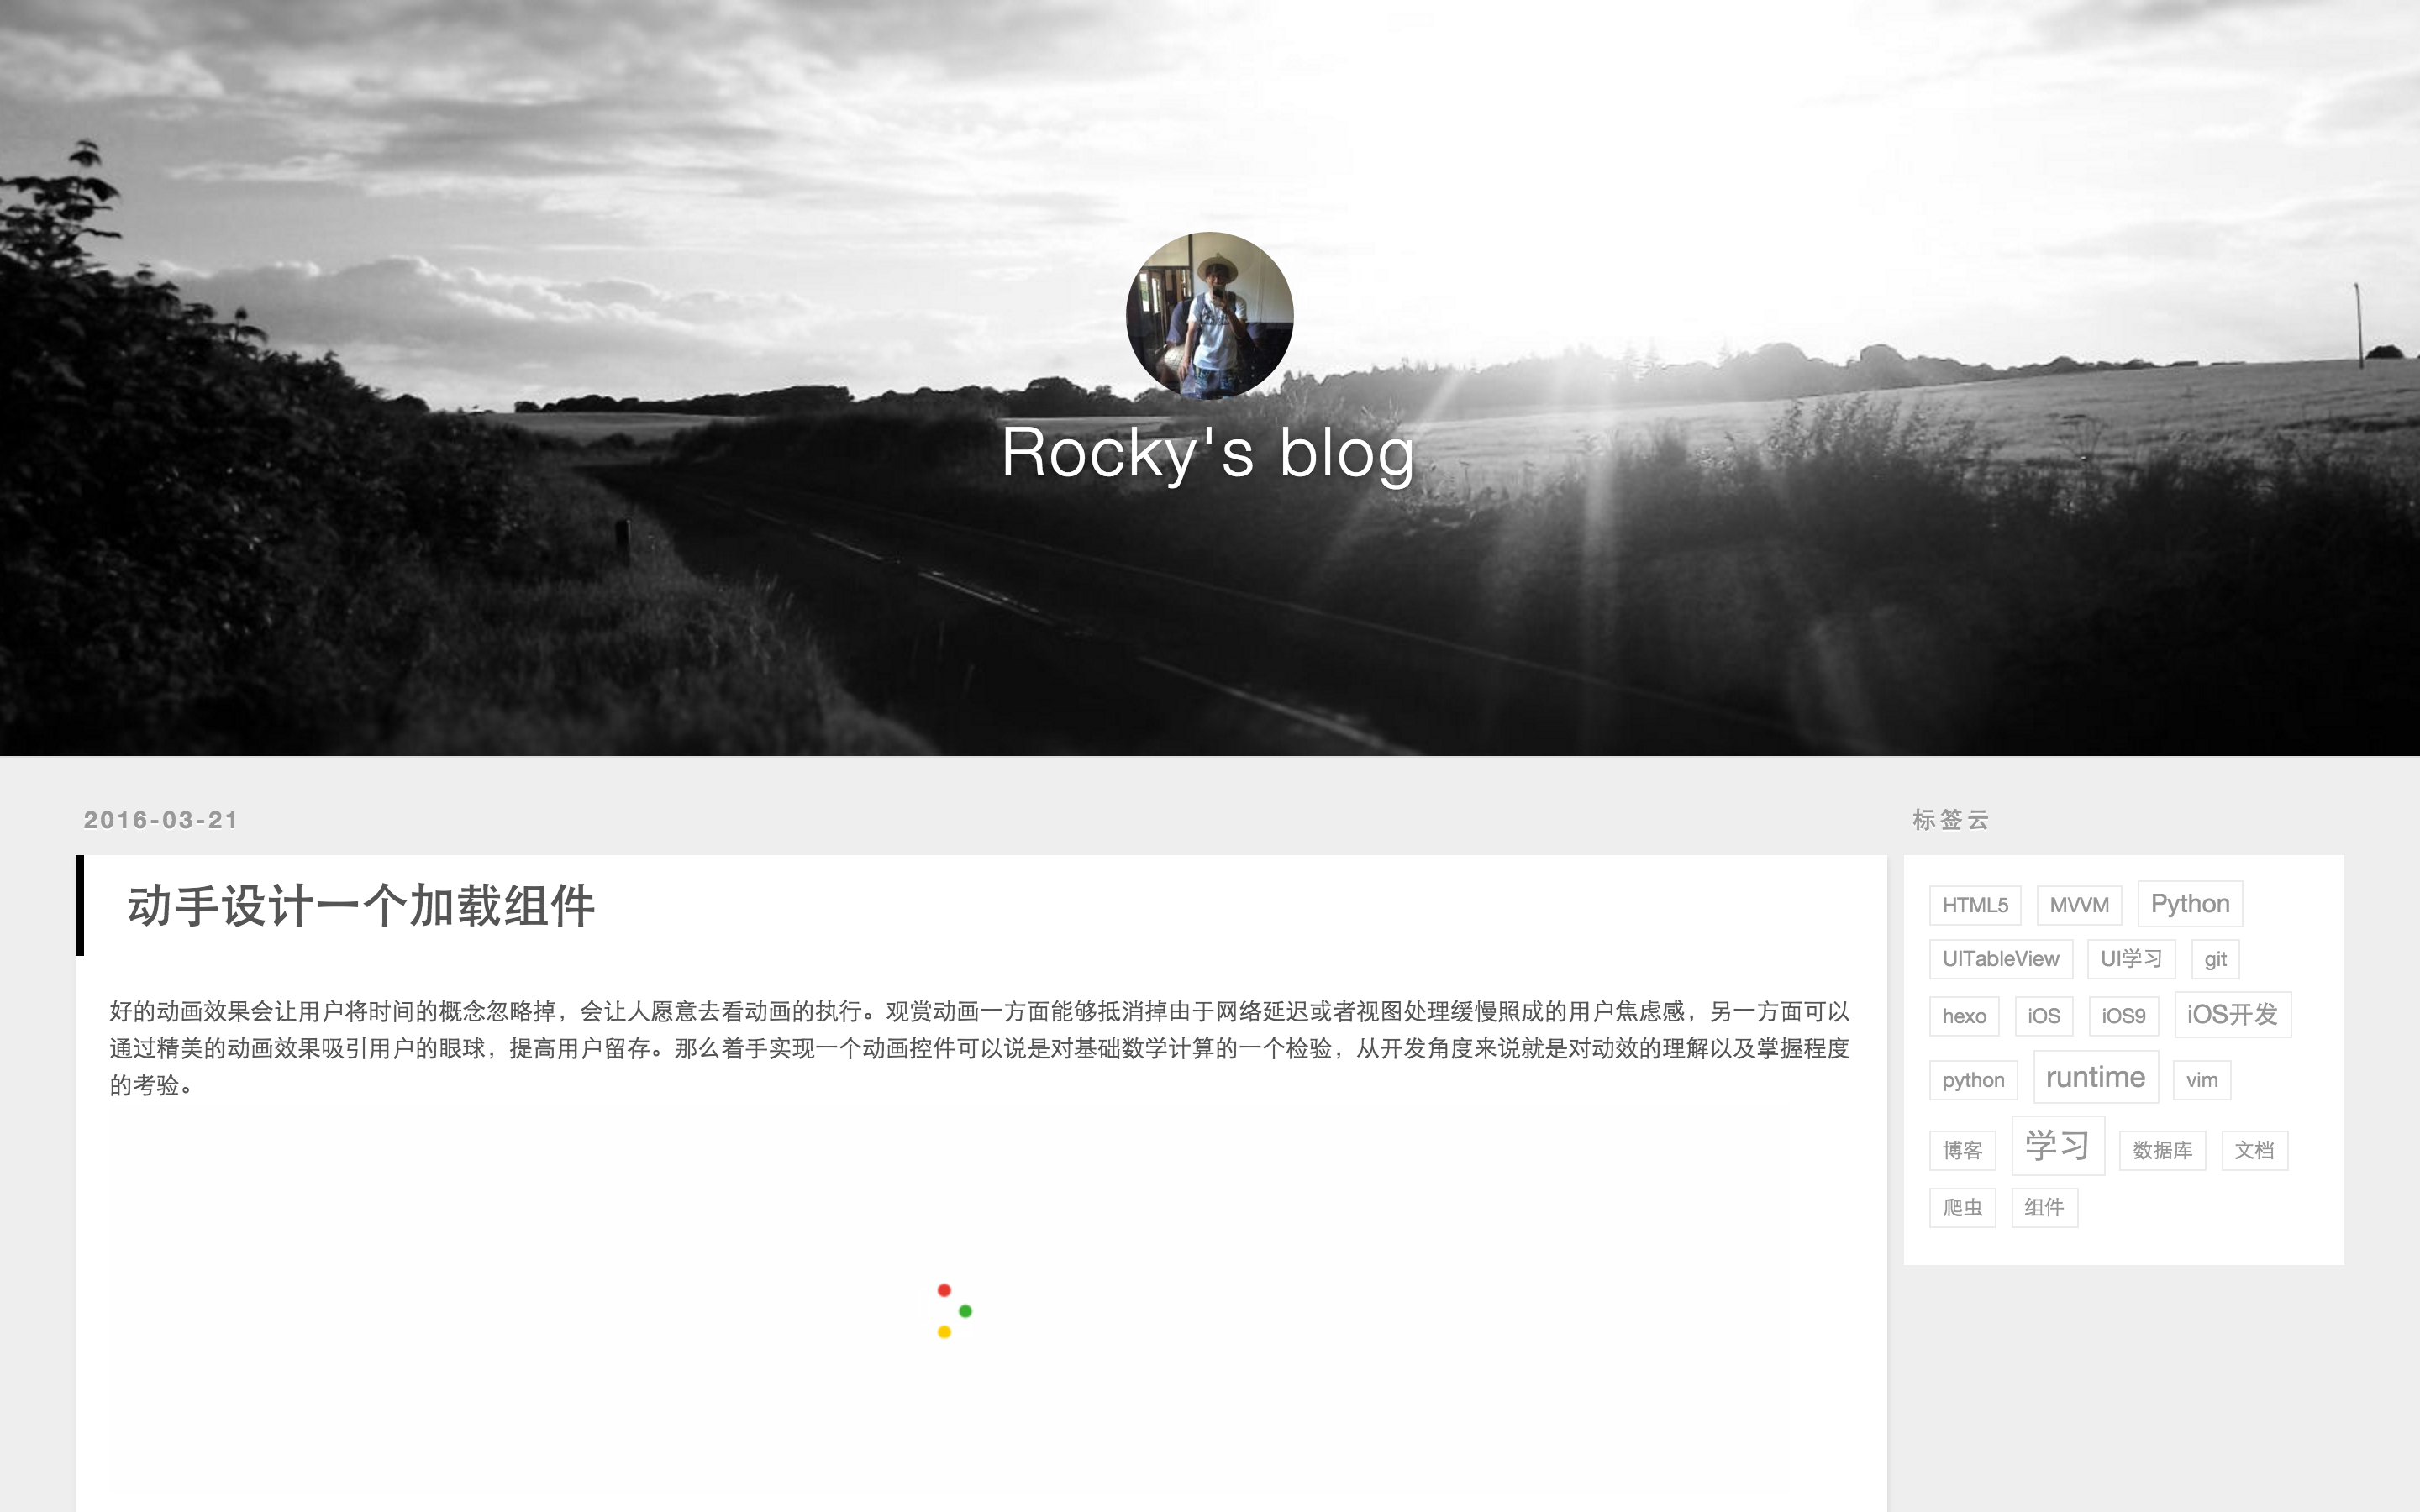 Rocky's blog
2016-03-21
动手设计一个加载组件
好的动画效果会让用户将时间的概念忽略掉，会让人愿意去看动画的执行。观赏动画一方面能够抵消掉由于网络延迟或者视图处理缓慢照成的用户焦虑感，另一方面可以
通过精美的动画效果吸引用户的眼球，提高用户留存。那么着手实现一个动画控件可以说是对基础数学计算的一个检验，从开发角度来说就是对动效的理解以及掌握程度
的考验。
标签云
HTML5 MVVM Python
UITableView UI学习 git
hexo iOS iOS9 iOS开发
python runtime vim
博客 学习 数据库 文档
爬虫 组件